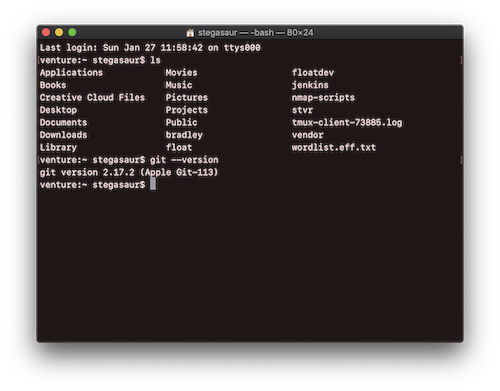 stegasaur — -bash — 80×24
Last login: Sun Jan 27 11:58:42 on ttys000
venture:~ stegasaur$ ls
Applications Movies floatdev
Books Music jenkins
Creative Cloud Files Pictures nmap-scripts
Desktop Projects stvr
Documents Public tmux-client-73885.log
Downloads bradley vendor
Library float wordlist.eff.txt
venture:~ stegasaur$ git --version
git version 2.17.2 (Apple Git-113)
venture:~ stegasaur$